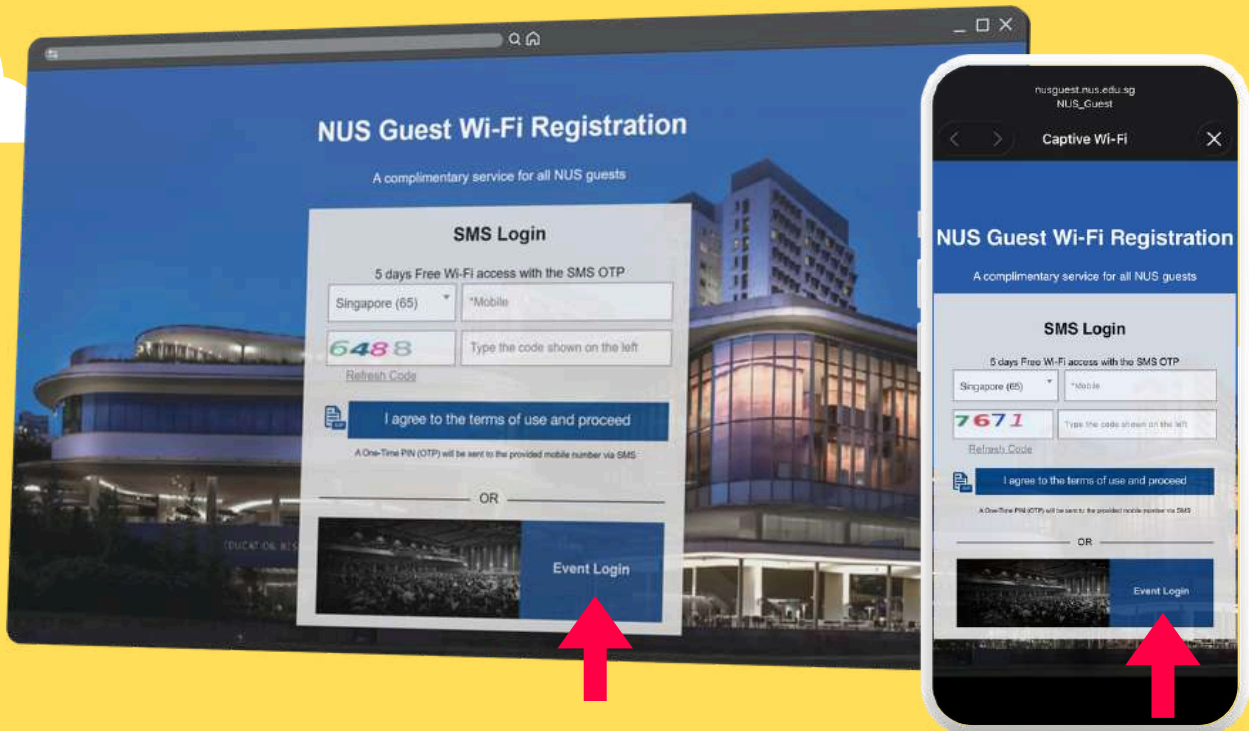 NUS Guest Wi-Fi Registration
A complimentary service for all NUS guests
SMS Login
5 days Free Wi-Fi access with the SMS OTP
Singapore (65)
*Mobile
6488
Type the code shown on the left
Refresh Code
I agree to the terms of use and proceed
A One-Time PIN (OTP) will be sent to the provided mobile number via SMS
OR
Event Login
nusguest.nus.edu.sg
NUS_Guest
Captive Wi-Fi
NUS Guest Wi-Fi Registration
A complimentary service for all NUS guests
SMS Login
5 days Free Wi-Fi access with the SMS OTP
Singapore (65)
*Mobile
7671
Type the code shown on the left
Refresh Code
I agree to the terms of use and proceed
A One-Time PIN (OTP) will be sent to the provided mobile number via SMS
OR
Event Login